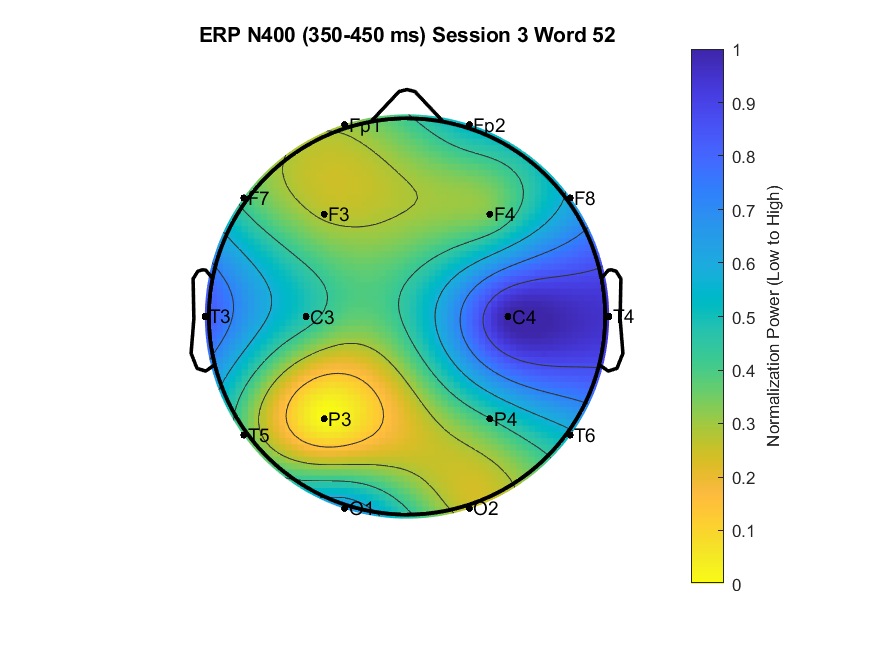 ERP N400 (350-450 ms) Session 3 Word 52
Fp1 Fp2
F7 F8
F3 F4
T3 C3 C4 T4
P3 P4
T5 T6
O1 O2
1
0.9
0.8
0.7
0.6
0.5
0.4
0.3
0.2
0.1
0
Normalization Power (Low to High)